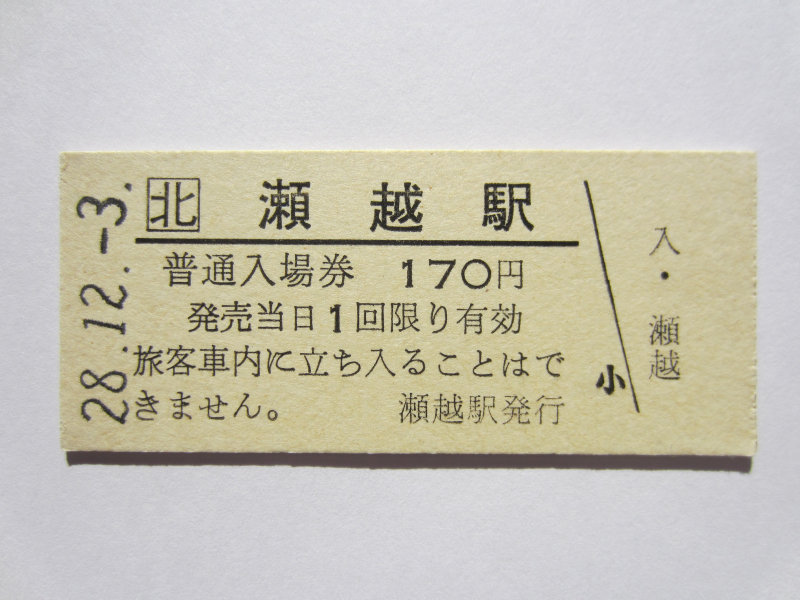 28.12.-3.
北 瀬越駅
普通入場券 170円
発売当日1回限り有効
旅客車内に立ち入ることはで
きません。 瀬越駅発行
小
入・瀬越